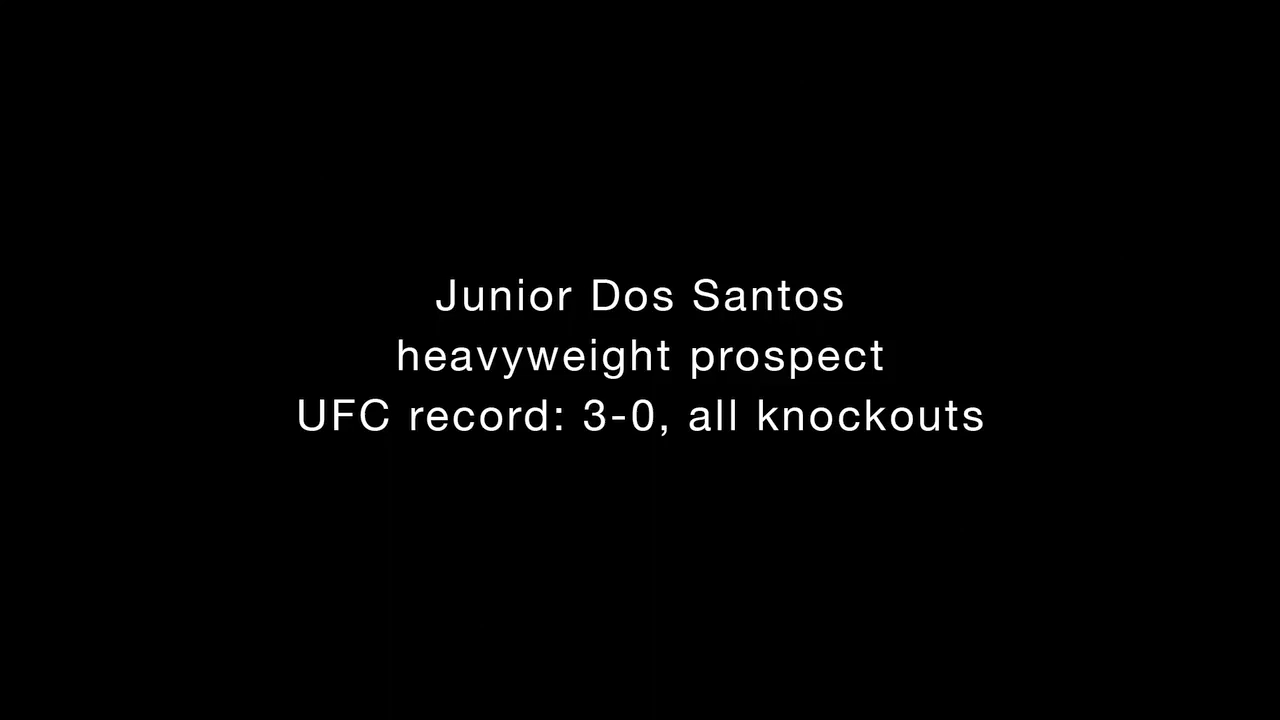 Junior Dos Santos
heavyweight prospect
UFC record: 3-0, all knockouts